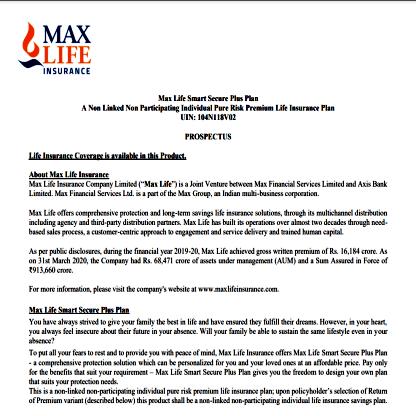 MAX
LIFE
INSURANCE
Max Life Smart Secure Plus Plan
A Non Linked Non Participating Individual Pure Risk Premium Life Insurance Plan
UIN: 104N118V02
PROSPECTUS
Life Insurance Coverage is available in this Product.
About Max Life Insurance
Max Life Insurance Company Limited (“Max Life”) is a Joint Venture between Max Financial Services Limited and Axis Bank
Limited. Max Financial Services Ltd. is a part of the Max Group, an Indian multi-business corporation.
Max Life offers comprehensive protection and long-term savings life insurance solutions, through its multichannel distribution
including agency and third-party distribution partners. Max Life has built its operations over almost two decades through need-
based sales process, a customer-centric approach to engagement and service delivery and trained human capital.
As per public disclosures, during the financial year 2019-20, Max Life achieved gross written premium of Rs. 16,184 crore. As
on 31st March 2020, the Company had Rs. 68,471 crore of assets under management (AUM) and a Sum Assured in Force of
₹913,660 crore.
For more information, please visit the company's website at www.maxlifeinsurance.com.
Max Life Smart Secure Plus Plan
You have always strived to give your family the best in life and have ensured they fulfill their dreams. However, in your heart,
you always feel insecure about their future in your absence. Will your family be able to sustain the same lifestyle even in your
absence?
To put all your fears to rest and to provide you with peace of mind, Max Life Insurance offers Max Life Smart Secure Plus Plan
- a comprehensive protection solution which can be personalized for you and your loved ones at an affordable price. Pay only
for the benefits that suit your requirement – Max Life Smart Secure Plus Plan gives you the freedom to design your own plan
that suits your protection needs.
This is a non-linked non-participating individual pure risk premium life insurance plan; upon policyholder's selection of Return
of Premium variant (described below) this product shall be a non-linked non-participating individual life insurance savings plan.